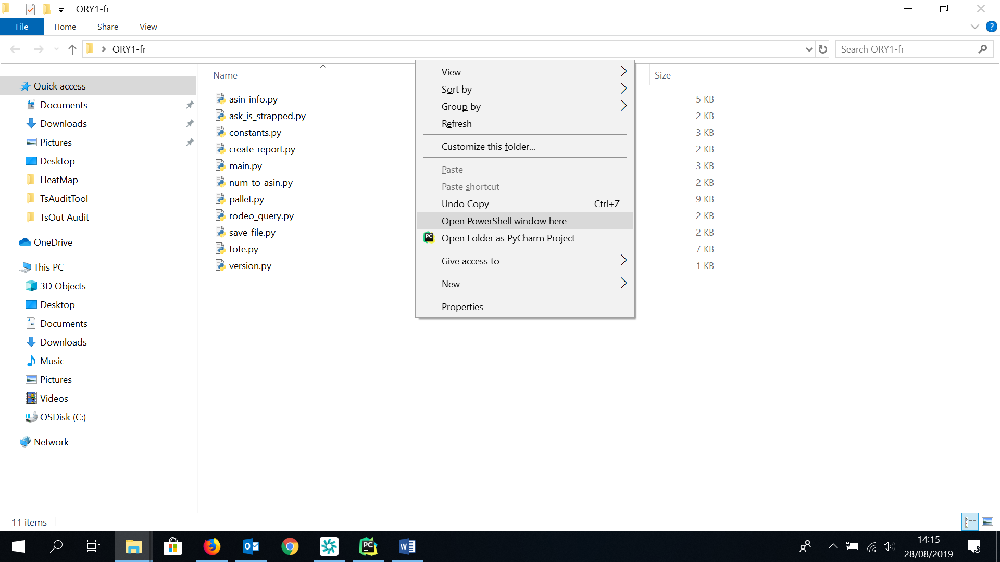 ORY1-fr
File Home Share View
ORY1-fr
Search ORY1-fr
Quick access
Documents
Downloads
Pictures
Desktop
HeatMap
TsAuditTool
TsOut Audit
OneDrive
This PC
3D Objects
Desktop
Documents
Downloads
Music
Pictures
Videos
OSDisk (C:)
Network
Name
Size
asin_info.py 5 KB
ask_is_strapped.py 2 KB
constants.py 3 KB
create_report.py 2 KB
main.py 3 KB
num_to_asin.py 2 KB
pallet.py 9 KB
rodeo_query.py 2 KB
save_file.py 2 KB
tote.py 7 KB
version.py 1 KB
View
Sort by
Group by
Refresh
Customize this folder...
Paste
Paste shortcut
Undo Copy Ctrl+Z
Open PowerShell window here
PC Open Folder as PyCharm Project
Give access to
New
Properties
11 items
PC
14:15
28/08/2019